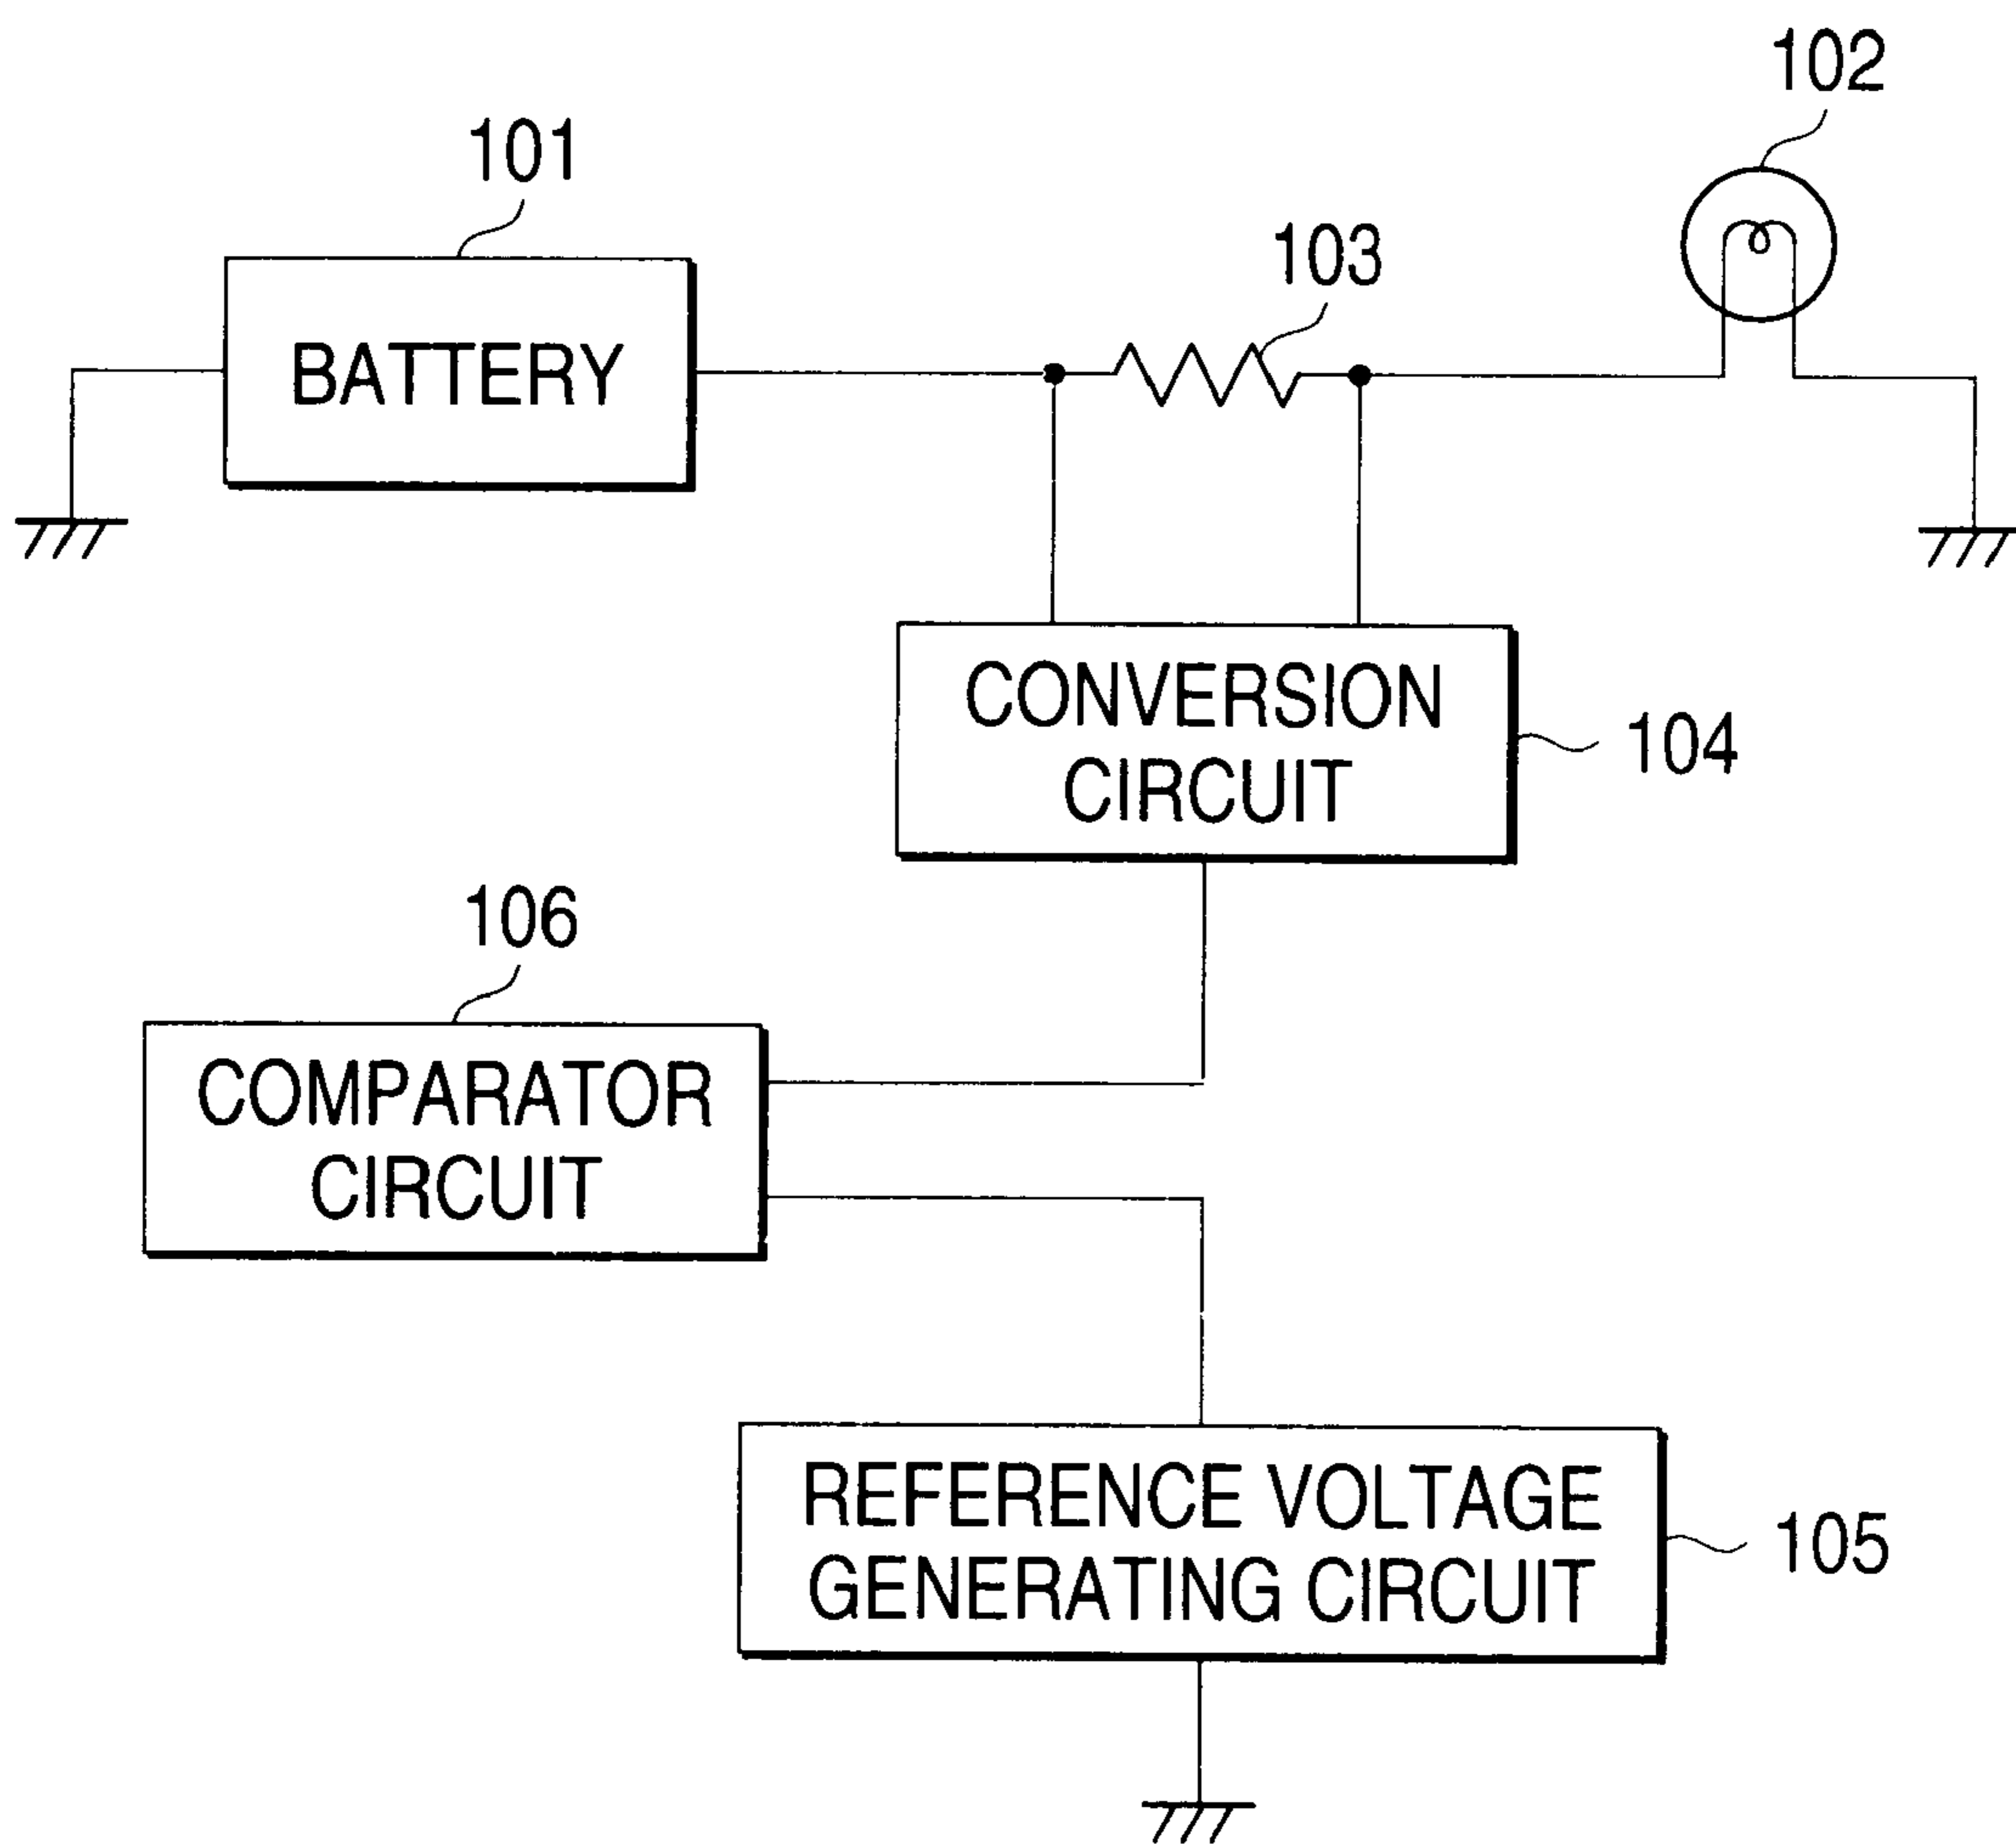 102
101
103
BATTERY
CONVERSION
CIRCUIT
104
106
COMPARATOR
CIRCUIT
REFERENCE VOLTAGE
GENERATING CIRCUIT
105